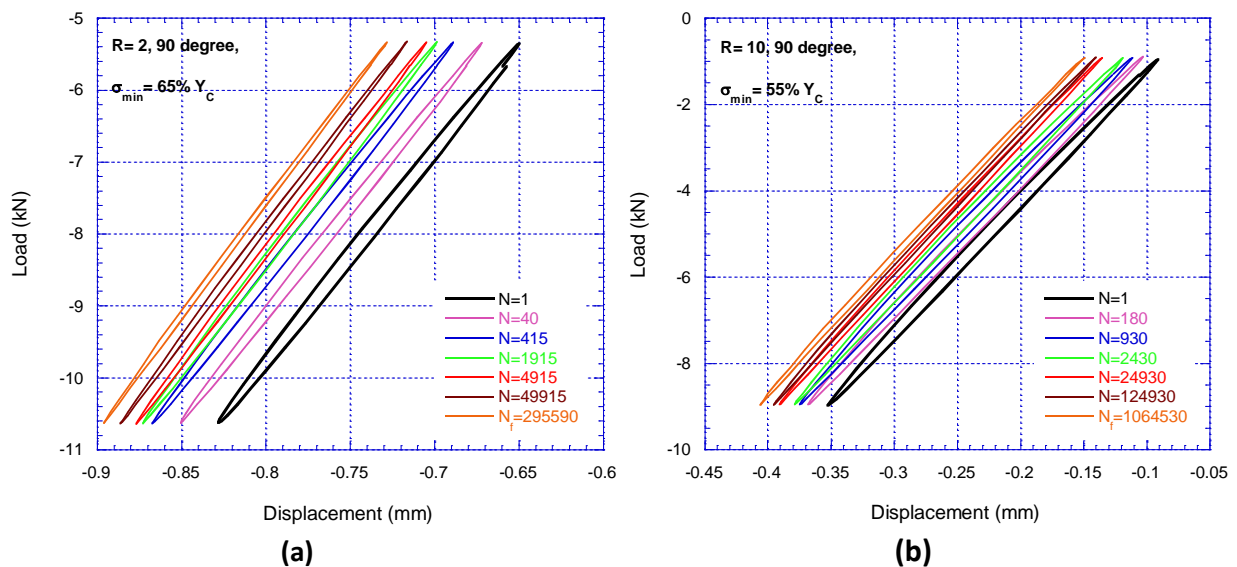 R= 2, 90 degree,
σmin = 65% YC
-5
-6
-7
-8
-9
-10
-11
Load (kN)
N=1
N=40
N=415
N=1915
N=4915
N=49915
Nf=295590
-0.9 -0.85 -0.8 -0.75 -0.7 -0.65 -0.6
Displacement (mm)
(a)
R= 10, 90 degree,
σmin = 55% YC
0
-2
-4
-6
-8
-10
Load (kN)
N=1
N=180
N=930
N=2430
N=24930
N=124930
Nf=1064530
-0.45 -0.4 -0.35 -0.3 -0.25 -0.2 -0.15 -0.1 -0.05
Displacement (mm)
(b)